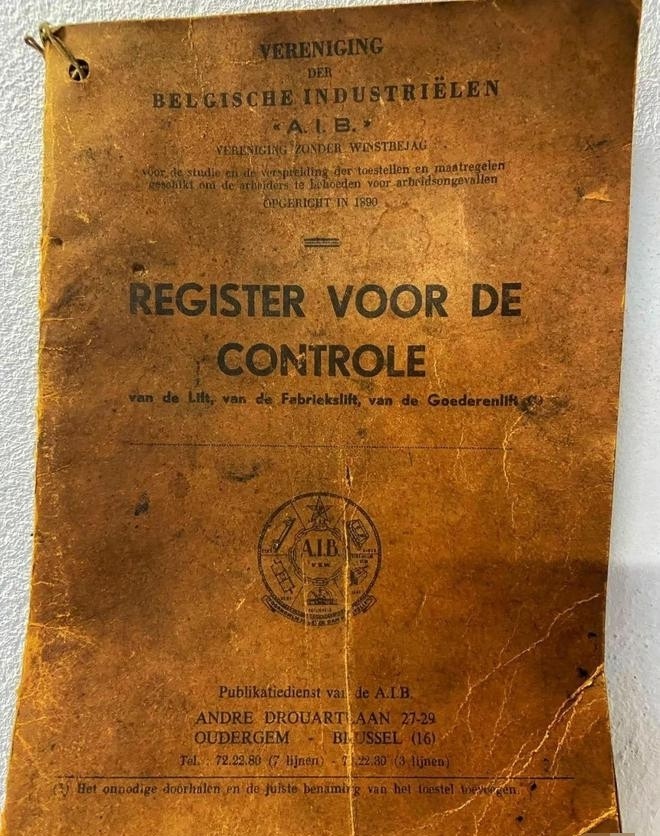 VERENIGING
DER
BELGISCHE INDUSTRIËLEN
«A.I.B.»
VERENIGING ZONDER WINSTBEJAG
voor de studie en de verspreiding der toestellen en maatregelen
geschikt om de arbeiders te behoeden voor arbeidsongevallen
OPGERICHT IN 1890
REGISTER VOOR DE
CONTROLE
van de Lift, van de Fabriekslift, van de Goederenlift (1)
A.I.B.
V.Z.W.
Publikatiedienst van de A.I.B.
ANDRE DROUARTLAAN 27-29
OUDERGEM - BRUSSEL (16)
Tel. : 72.22.80 (7 lijnen) - 72.22.30 (3 lijnen)
(1) Het onnodige doorhalen en de juiste benaming van het toestel toevoegen.